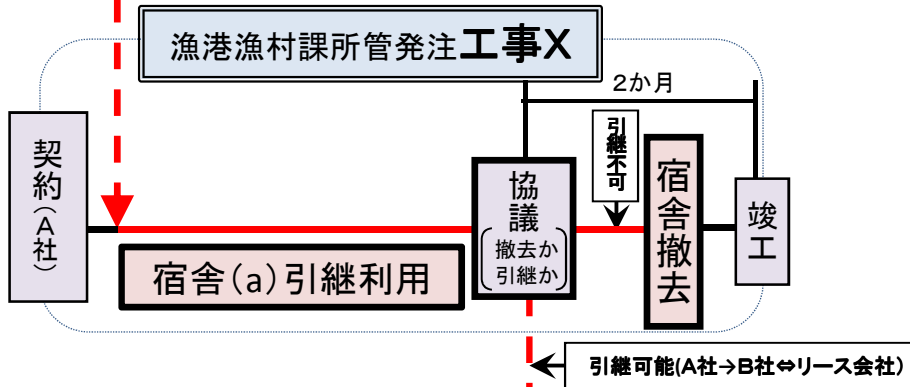 漁港漁村課所管発注工事X
2か月
契約(A社)
引継不可
協議
撤去か
引継か
宿舎撤去
竣工
宿舎(a)引継利用
引継可能(A社→B社⇔リース会社)